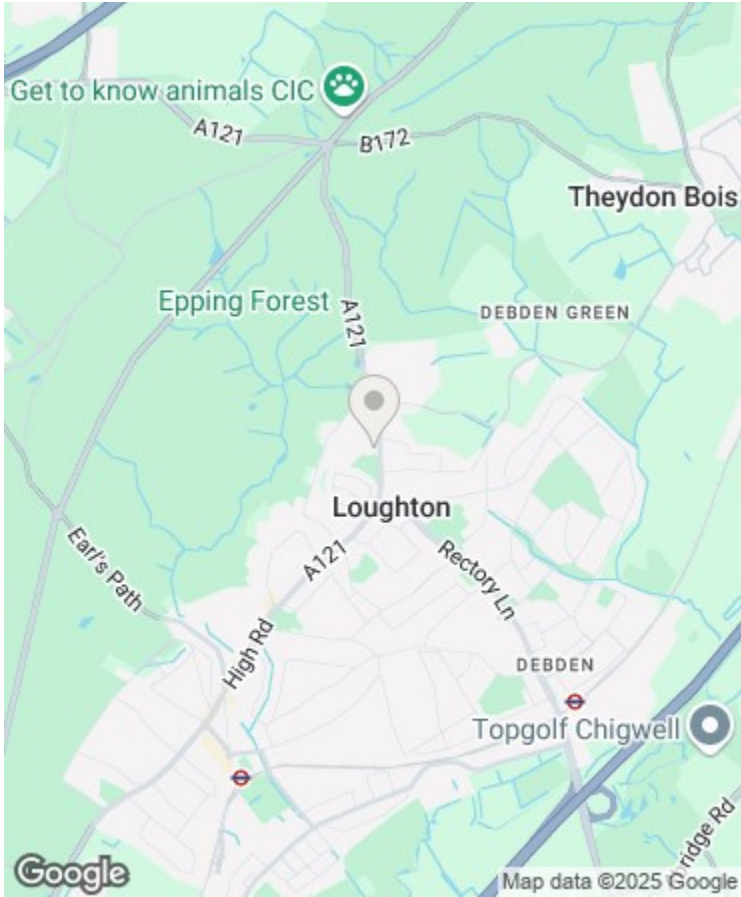 Get to know animals CIC
A121
B172
Theydon Bois
Epping Forest
A121
DEBDEN GREEN
Loughton
A121
Rectory Ln
Earl's Path
High Rd
DEBDEN
Topgolf Chigwell
bridge Rd
Google
Map data ©2025 Google